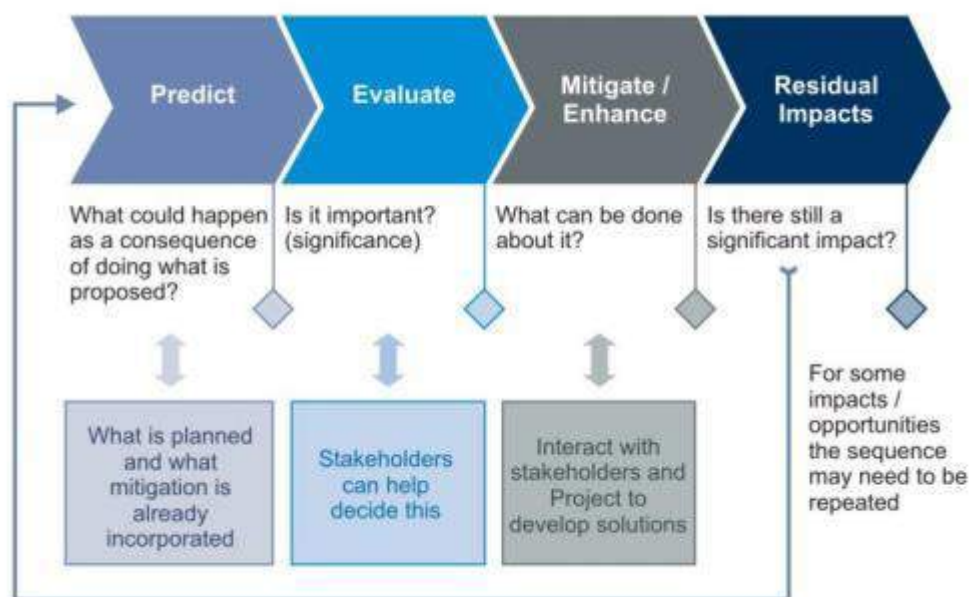 Predict
Evaluate
Mitigate /
Enhance
Residual
Impacts
What could happen
as a consequence
of doing what is
proposed?
Is it important?
(significance)
What can be done
about it?
Is there still a
significant impact?
What is planned
and what
mitigation is
already
incorporated
Stakeholders
can help
decide this
Interact with
stakeholders and
Project to
develop solutions
For some
impacts /
opportunities
the sequence
may need to be
repeated